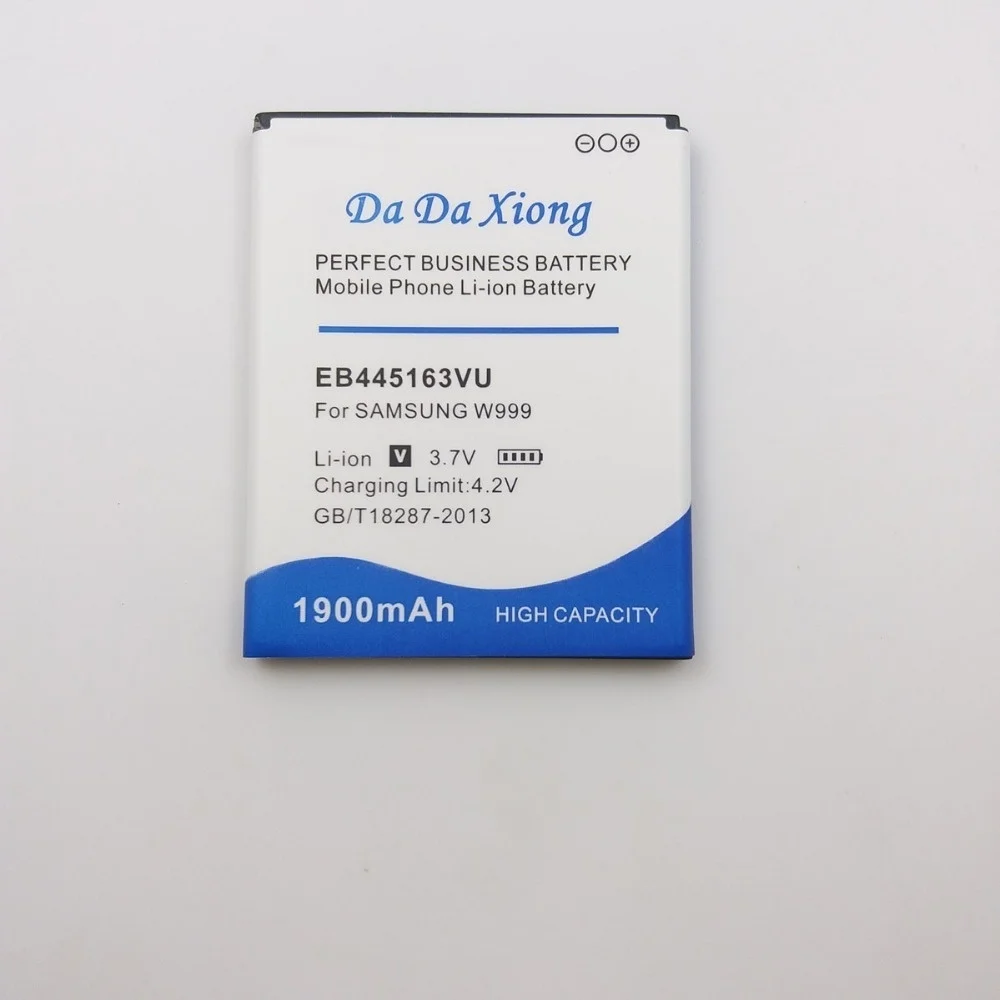 Da Da Xiong
PERFECT BUSINESS BATTERY
Mobile Phone Li-ion Battery
EB445163VU
For SAMSUNG W999
Li-ion V 3.7V
Charging Limit:4.2V
GB/T18287-2013
1900mAh HIGH CAPACITY